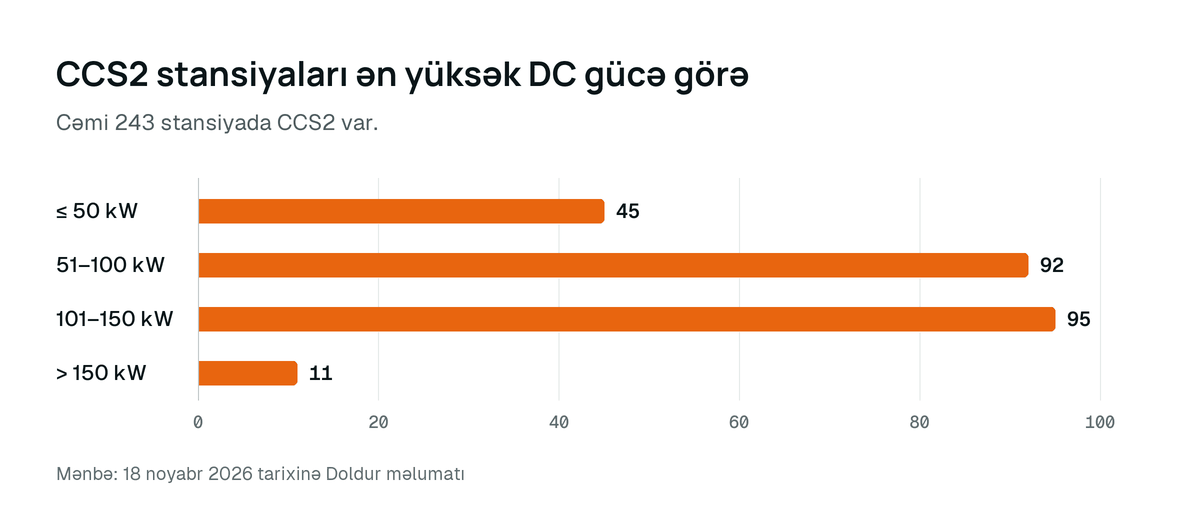 CCS2 stansiyaları ən yüksək DC gücə görə
Cəmi 243 stansiyada CCS2 var.
≤ 50 kW 45
51–100 kW 92
101–150 kW 95
> 150 kW 11
0 20 40 60 80 100
Mənbə: 18 noyabr 2026 tarixinə Doldur məlumatı